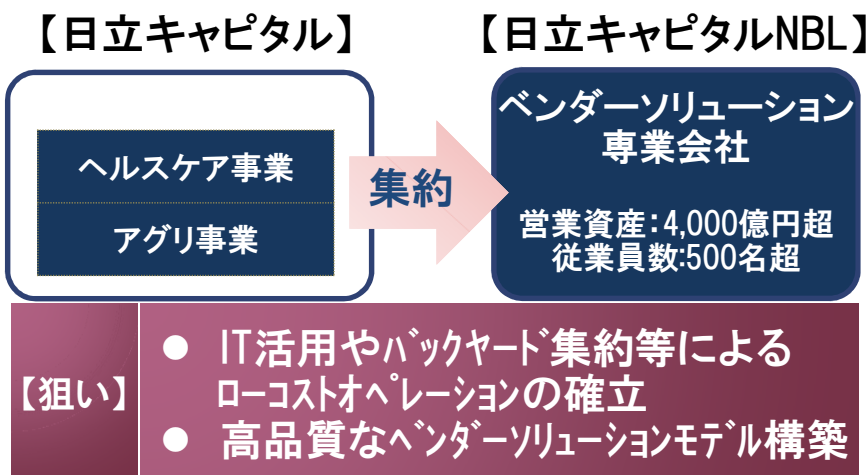 【日立キャピタル】
【日立キャピタルNBL】
ヘルスケア事業
アグリ事業
集約
ベンダーソリューション
専業会社
営業資産：4,000億円超
従業員数:500名超
【狙い】
● IT活用やﾊﾞｯｸﾔｰﾄﾞ集約等による
ﾛｰｺｽﾄｵﾍﾟﾚｰｼｮﾝの確立
● 高品質なﾍﾞﾝﾀﾞｰｿﾘｭｰｼｮﾝﾓﾃﾞﾙ構築